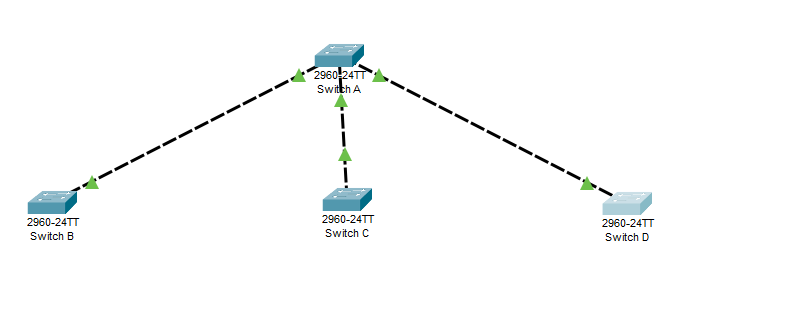 2960-24TT
Switch A
2960-24TT
Switch B
2960-24TT
Switch C
2960-24TT
Switch D